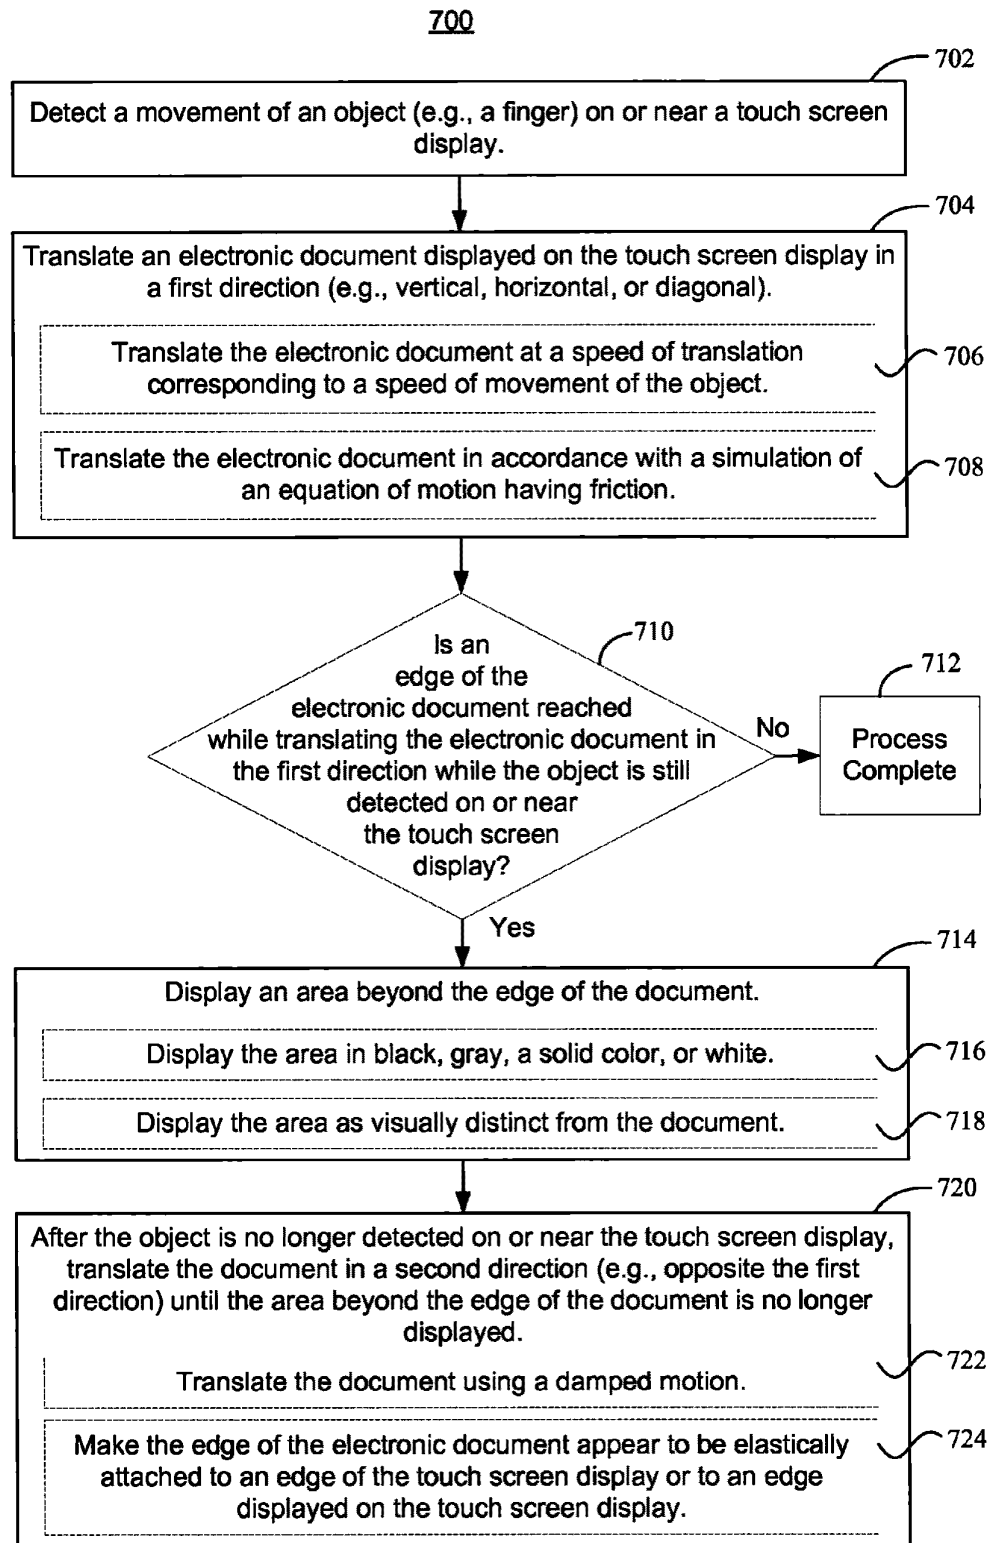 700
702
Detect a movement of an object (e.g., a finger) on or near a touch screen
display.
704
Translate an electronic document displayed on the touch screen display in
a first direction (e.g., vertical, horizontal, or diagonal).
Translate the electronic document at a speed of translation
corresponding to a speed of movement of the object.
706
Translate the electronic document in accordance with a simulation of
an equation of motion having friction.
708
710
Is an
edge of the
electronic document reached
while translating the electronic document in
the first direction while the object is still
detected on or near
the touch screen
display?
No
712
Process
Complete
Yes
714
Display an area beyond the edge of the document.
Display the area in black, gray, a solid color, or white.
716
Display the area as visually distinct from the document.
718
720
After the object is no longer detected on or near the touch screen display,
translate the document in a second direction (e.g., opposite the first
direction) until the area beyond the edge of the document is no longer
displayed.
722
Translate the document using a damped motion.
724
Make the edge of the electronic document appear to be elastically
attached to an edge of the touch screen display or to an edge
displayed on the touch screen display.